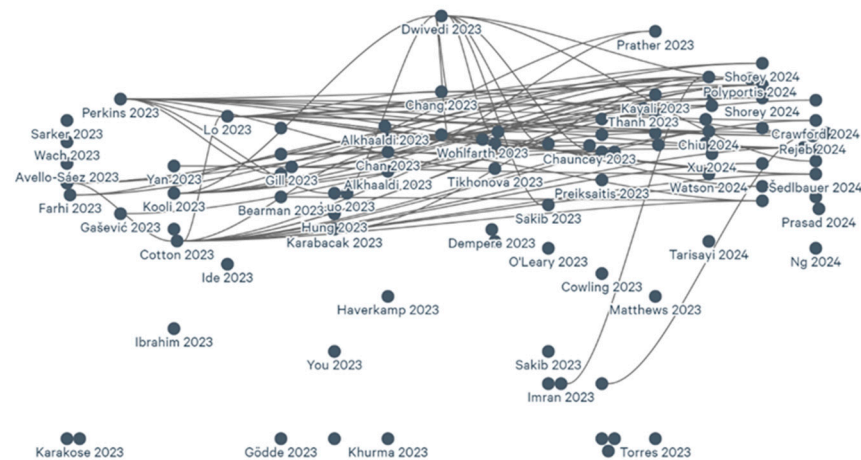 Dwivedi 2023
Prather 2023
Shorey 2024
Polyportis 2024
Chang 2023
Kavali 2023
Perkins 2023
Shorey 2024
Lo 2023
Thanh 2023
Sarker 2023
Crawford 2024
Alkhaaldi 2023
Chiu 2024
Rejeb 2024
Wach 2023
Wohlfarth 2023
Chauncey 2023
Chan 2023
Xu 2024
Avello-Sáez 2023
Yan 2023
Gill 2023
Alkhaaldi 2023
Tikhonova 2023
Watson 2024
Sedlbauer 2024
Preiksaitis 2023
Farhi 2023
Kooli 2023
Bearman 2023
Luo 2023
Sakib 2023
Prasad 2024
Gašević 2023
Hung 2023
Karabacak 2023
Dempere 2023
Cotton 2023
O'Leary 2023
Tarisayi 2024
Ng 2024
Ide 2023
Cowling 2023
Haverkamp 2023
Matthews 2023
Ibrahim 2023
You 2023
Sakib 2023
Imran 2023
Karakose 2023
Gödde 2023
Khurma 2023
Torres 2023